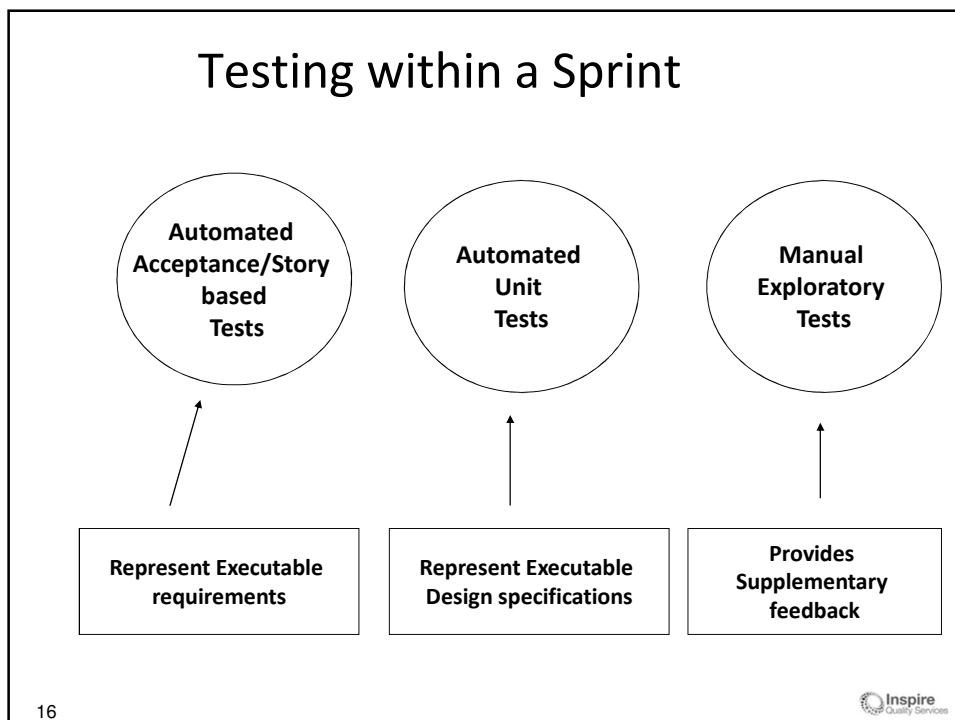 Testing within a Sprint
Automated
Acceptance/Story
based
Tests
Automated
Unit
Tests
Manual
Exploratory
Tests
Represent Executable
requirements
Represent Executable
Design specifications
Provides
Supplementary
feedback
16
Inspire
Quality Services